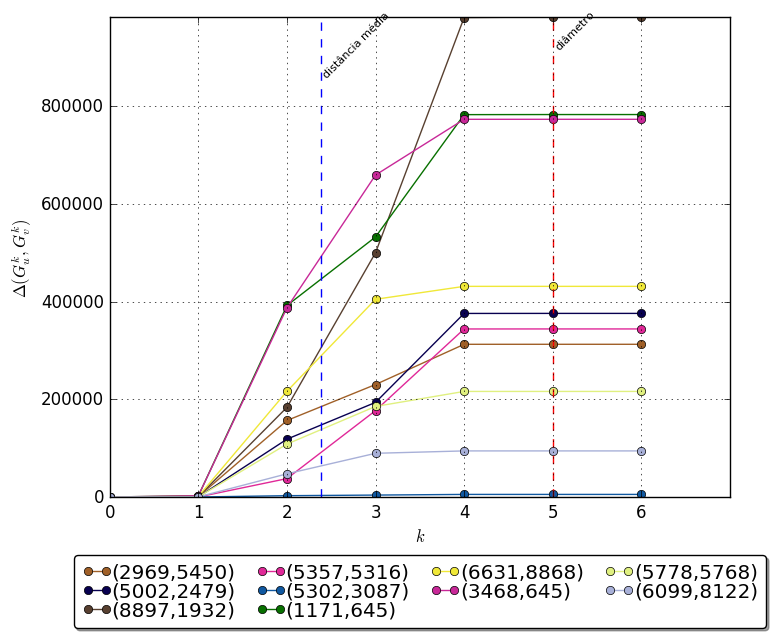 distância média
diâmetro
800000
600000
400000
200000
0
Δ(G_u^k, G_v^k)
0 1 2 3 4 5 6
k
(2969,5450) (5357,5316) (6631,8868) (5778,5768)
(5002,2479) (5302,3087) (3468,645) (6099,8122)
(8897,1932) (1171,645)